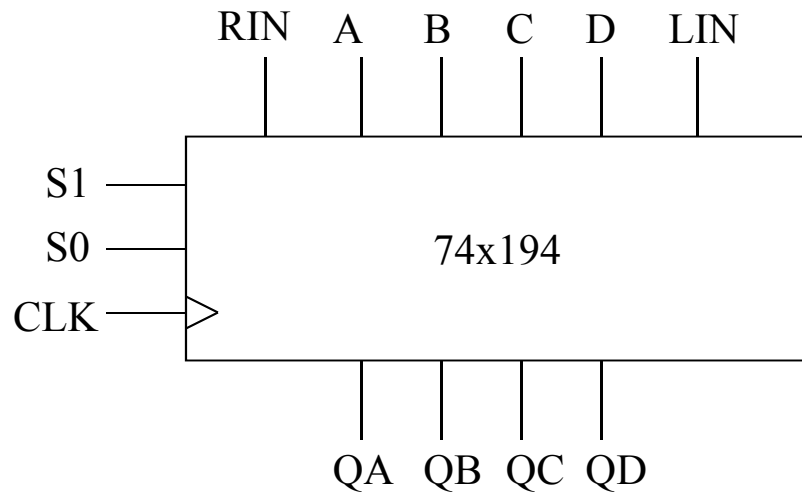 RIN A B C D LIN
S1
S0
74x194
CLK
QA QB QC QD